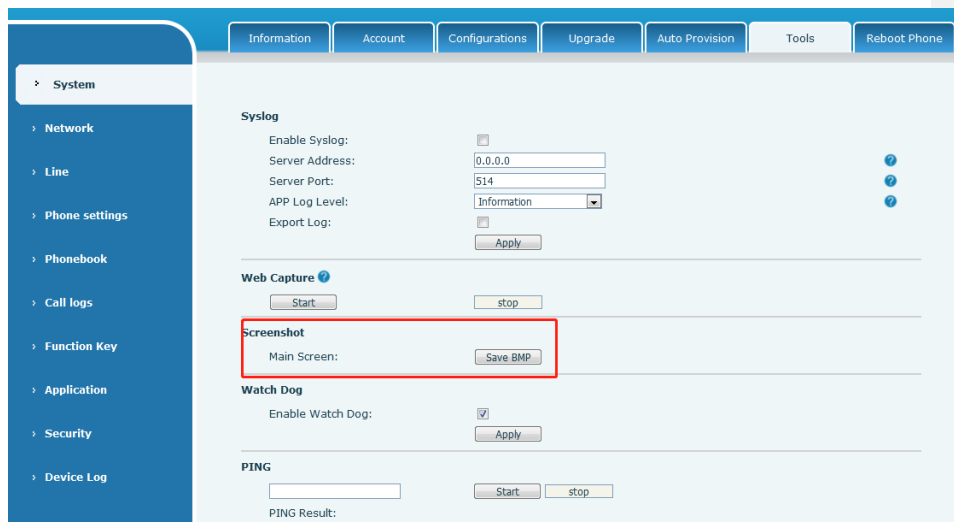 Information Account Configurations Upgrade Auto Provision Tools Reboot Phone
System
Network
Line
Phone settings
Phonebook
Call logs
Function Key
Application
Security
Device Log
Syslog
Enable Syslog:
Server Address: 0.0.0.0 ?
Server Port: 514 ?
APP Log Level: Information ?
Export Log:
Apply
Web Capture ?
Start stop
Screenshot
Main Screen: Save BMP
Watch Dog
Enable Watch Dog:
Apply
PING
Start stop
PING Result: